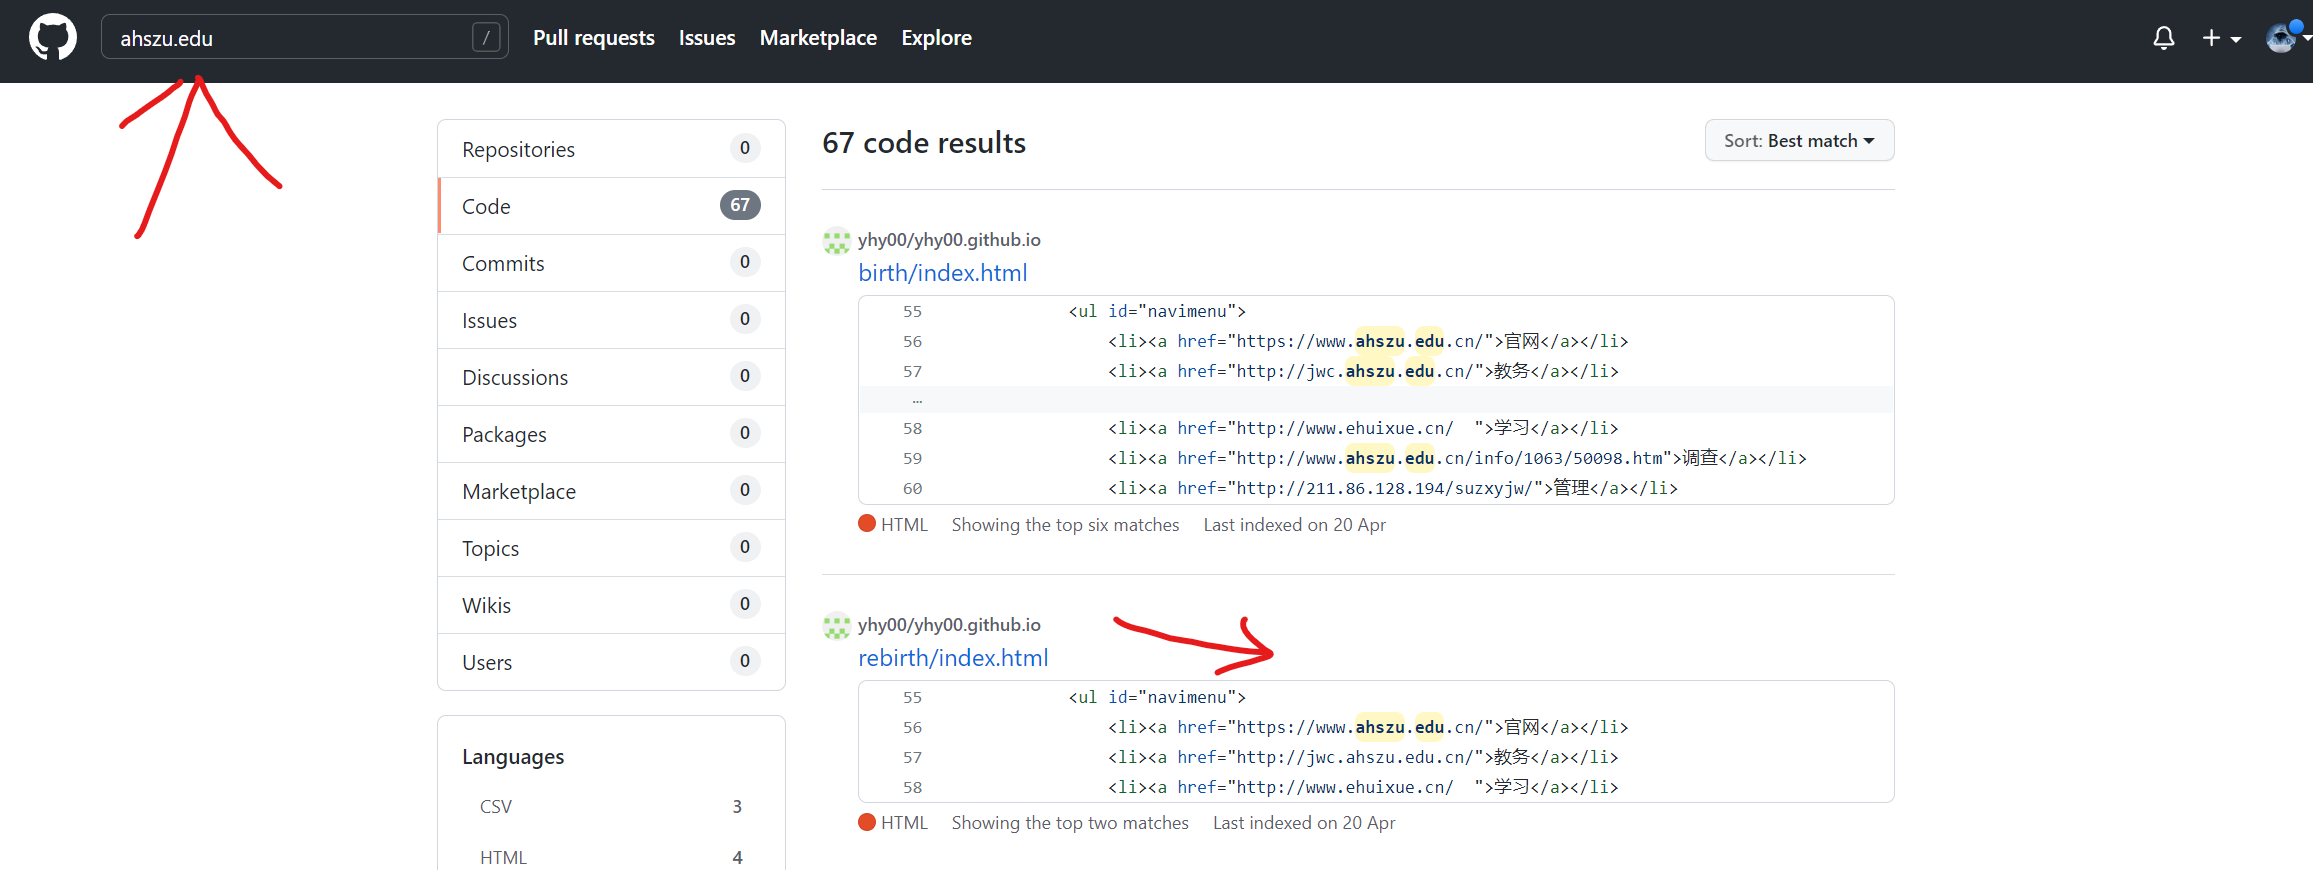 ahszu.edu / Pull requests Issues Marketplace Explore
Repositories 0
Code 67
Commits 0
Issues 0
Discussions 0
Packages 0
Marketplace 0
Topics 0
Wikis 0
Users 0
Languages
CSV 3
HTML 4
67 code results Sort: Best match
yhy00/yhy00.github.io
birth/index.html
55 <ul id="navimenu">
56 <li><a href="https://www.ahszu.edu.cn/">官网</a></li>
57 <li><a href="http://jwc.ahszu.edu.cn/">教务</a></li>
…
58 <li><a href="http://www.ehuixue.cn/  ">学习</a></li>
59 <li><a href="http://www.ahszu.edu.cn/info/1063/50098.htm">调查</a></li>
60 <li><a href="http://211.86.128.194/suzxyjw/">管理</a></li>
HTML Showing the top six matches Last indexed on 20 Apr
yhy00/yhy00.github.io
rebirth/index.html
55 <ul id="navimenu">
56 <li><a href="https://www.ahszu.edu.cn/">官网</a></li>
57 <li><a href="http://jwc.ahszu.edu.cn/">教务</a></li>
58 <li><a href="http://www.ehuixue.cn/  ">学习</a></li>
HTML Showing the top two matches Last indexed on 20 Apr